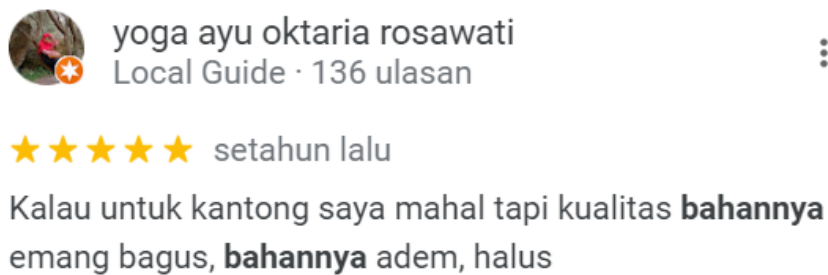 yoga ayu oktaria rosawati
Local Guide · 136 ulasan
setahun lalu
Kalau untuk kantong saya mahal tapi kualitas bahannya
emang bagus, bahannya adem, halus